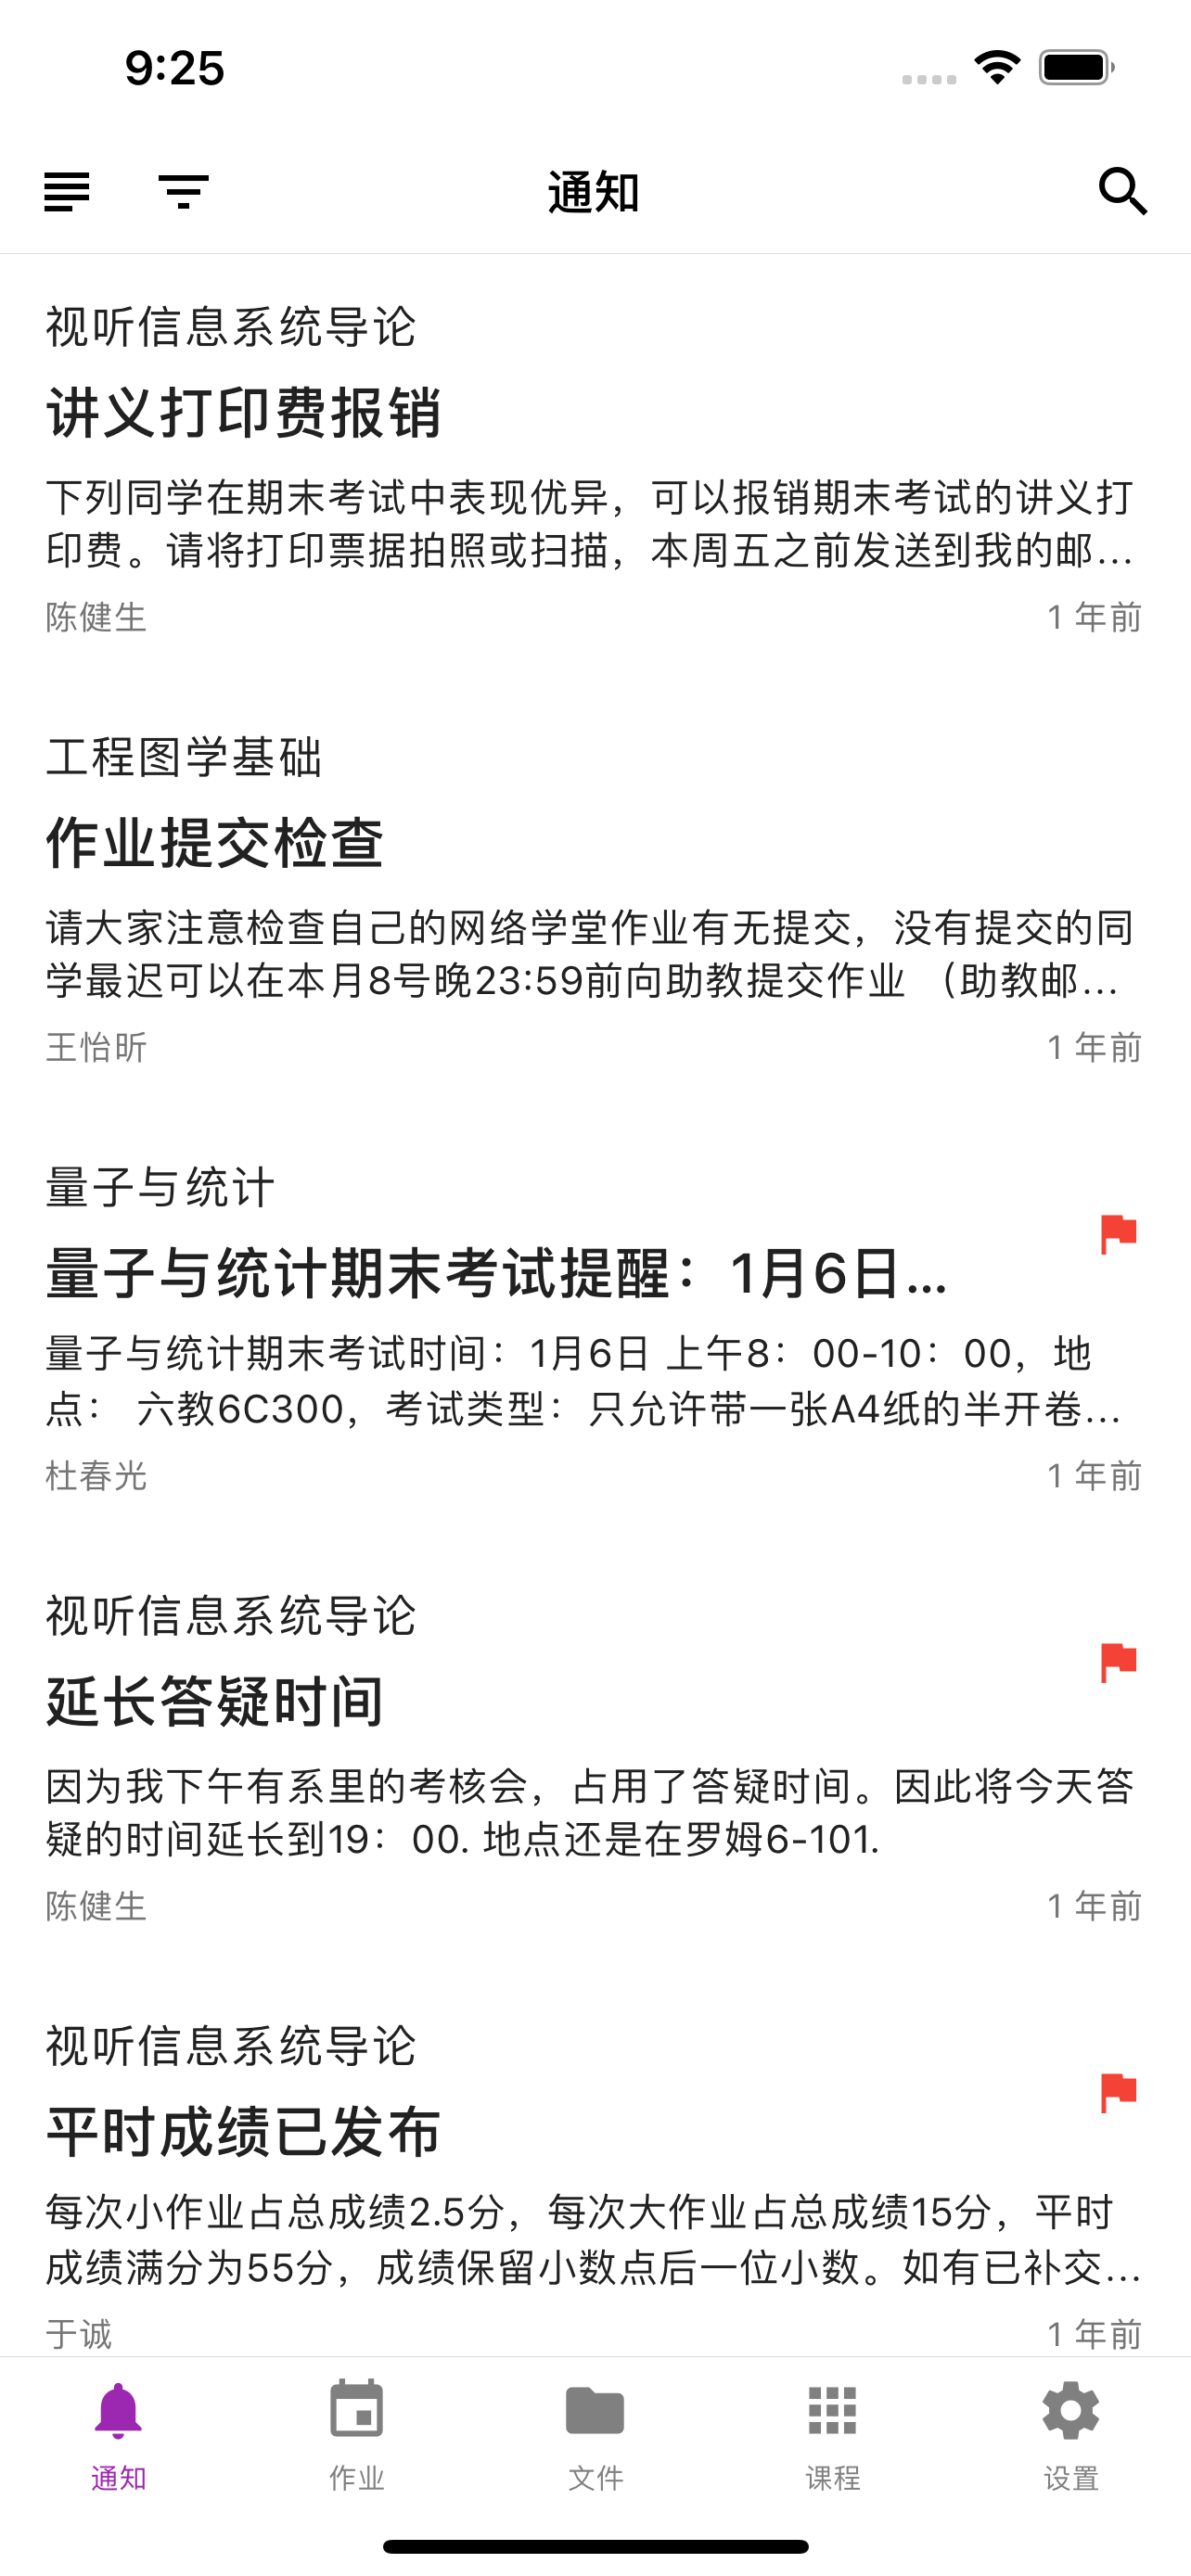 9:25
通知
视听信息系统导论
讲义打印费报销
下列同学在期末考试中表现优异，可以报销期末考试的讲义打
印费。请将打印票据拍照或扫描，本周五之前发送到我的邮...
陈健生
1 年前
工程图学基础
作业提交检查
请大家注意检查自己的网络学堂作业有无提交，没有提交的同
学最迟可以在本月8号晚23:59前向助教提交作业 （助教邮...
王怡昕
1 年前
量子与统计
量子与统计期末考试提醒：1月6日...
量子与统计期末考试时间：1月6日 上午8：00-10：00，地
点： 六教6C300，考试类型：只允许带一张A4纸的半开卷...
杜春光
1 年前
视听信息系统导论
延长答疑时间
因为我下午有系里的考核会，占用了答疑时间。因此将今天答
疑的时间延长到19：00. 地点还是在罗姆6-101.
陈健生
1 年前
视听信息系统导论
平时成绩已发布
每次小作业占总成绩2.5分，每次大作业占总成绩15分，平时
成绩满分为55分，成绩保留小数点后一位小数。如有已补交...
于诚
1 年前
通知
作业
文件
课程
设置